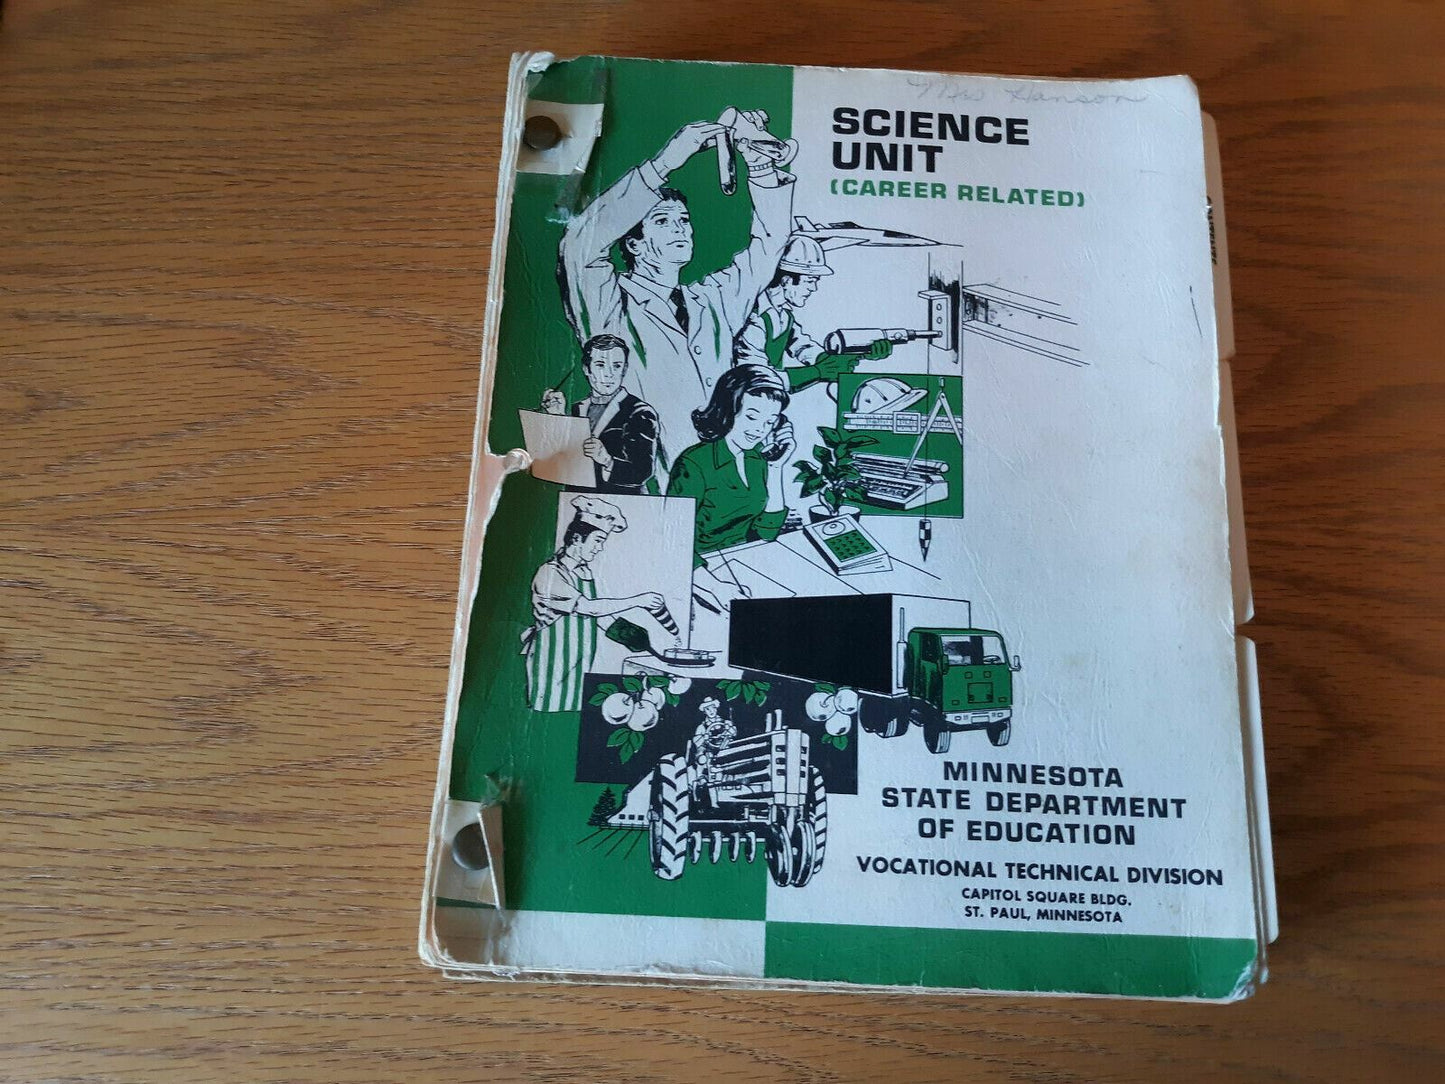 Mrs Hanson
SCIENCE
UNIT
(CAREER RELATED)
MINNESOTA
STATE DEPARTMENT
OF EDUCATION
VOCATIONAL TECHNICAL DIVISION
CAPITOL SQUARE BLDG.
ST. PAUL, MINNESOTA